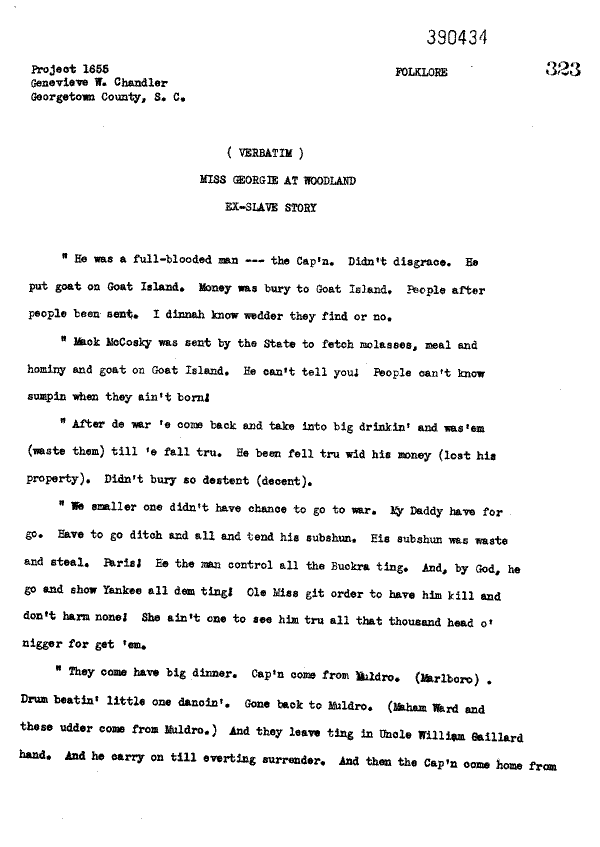 390434
Project 1655
Genevieve W. Chandler
Georgetown County, S. C.
FOLKLORE
323
( VERBATIM )
MISS GEORGIE AT WOODLAND
EX-SLAVE STORY
" He was a full-blooded man --- the Cap'n. Didn't disgrace. He
put goat on Goat Island. Money was bury to Goat Island. People after
people been sent. I dinnah know wedder they find or no.
" Mack McCosky was sent by the State to fetch molasses, meal and
hominy and goat on Goat Island. He can't tell you! People can't know
sumpin when they ain't born!
" After de war 'e come back and take into big drinkin' and was'em
(waste them) till 'e fall tru. He been fell tru wid his money (lost his
property). Didn't bury so destent (decent).
" We smaller one didn't have chance to go to war. My Daddy have for
go. Have to go ditch and all and tend his subshun. His subshun was waste
and steal. Paris! He the man control all the Buckra ting. And, by God, he
go and show Yankee all dem ting! Ole Miss git order to have him kill and
don't harm none! She ain't one to see him tru all that thousand head o'
nigger for get 'em.
" They come have big dinner. Cap'n come from Muldro. (Marlboro) .
Drum beatin' little one dancin'. Gone back to Muldro. (Maham Ward and
these udder come from Muldro.) And they leave ting in Uncle William Gaillard
hand. And he carry on till everting surrender. And then the Cap'n come home from